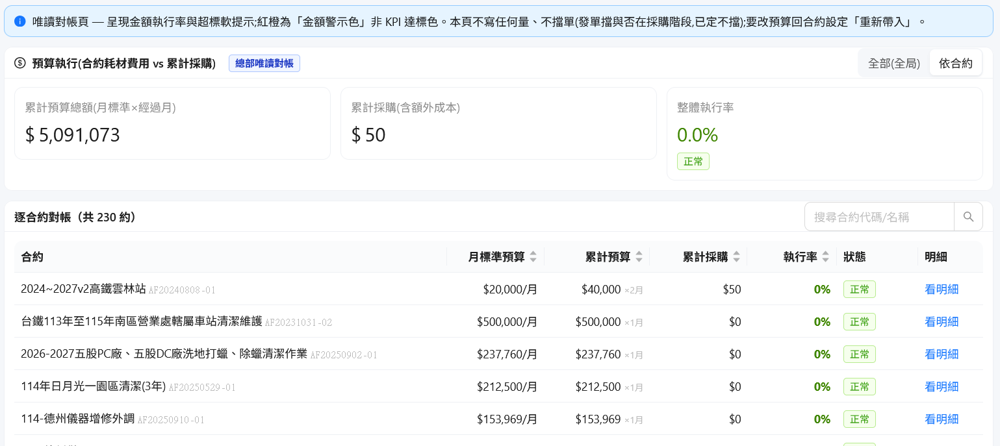 唯讀對帳頁 — 呈現金額執行率與超標軟提示;紅橙為「金額警示色」非 KPI 達標色。本頁不寫任何量、不擋單(發單擋與否在採購階段,已定不擋);要改預算回合約設定「重新帶入」。
預算執行(合約耗材費用 vs 累計採購) 總部唯讀對帳 全部(全局) 依合約
累計預算總額(月標準×經過月) 累計採購(含額外成本) 整體執行率
$ 5,091,073 $ 50 0.0%
正常
逐合約對帳（共 230 約） 搜尋合約代碼/名稱
合約 月標準預算 累計預算 累計採購 執行率 狀態 明細
2024~2027v2高鐵雲林站 AF20240808-01 $20,000/月 $40,000 ×2月 $50 0% 正常 看明細
台鐵113年至115年南區營業處轄屬車站清潔維護 AF20231031-02 $500,000/月 $500,000 ×1月 $0 0% 正常 看明細
2026-2027五股PC廠、五股DC廠洗地打蠟、除蠟清潔作業 AF20250902-01 $237,760/月 $237,760 ×1月 $0 0% 正常 看明細
114年日月光一園區清潔(3年) AF20250529-01 $212,500/月 $212,500 ×1月 $0 0% 正常 看明細
114-德州儀器增修外調 AF20250910-01 $153,969/月 $153,969 ×1月 $0 0% 正常 看明細